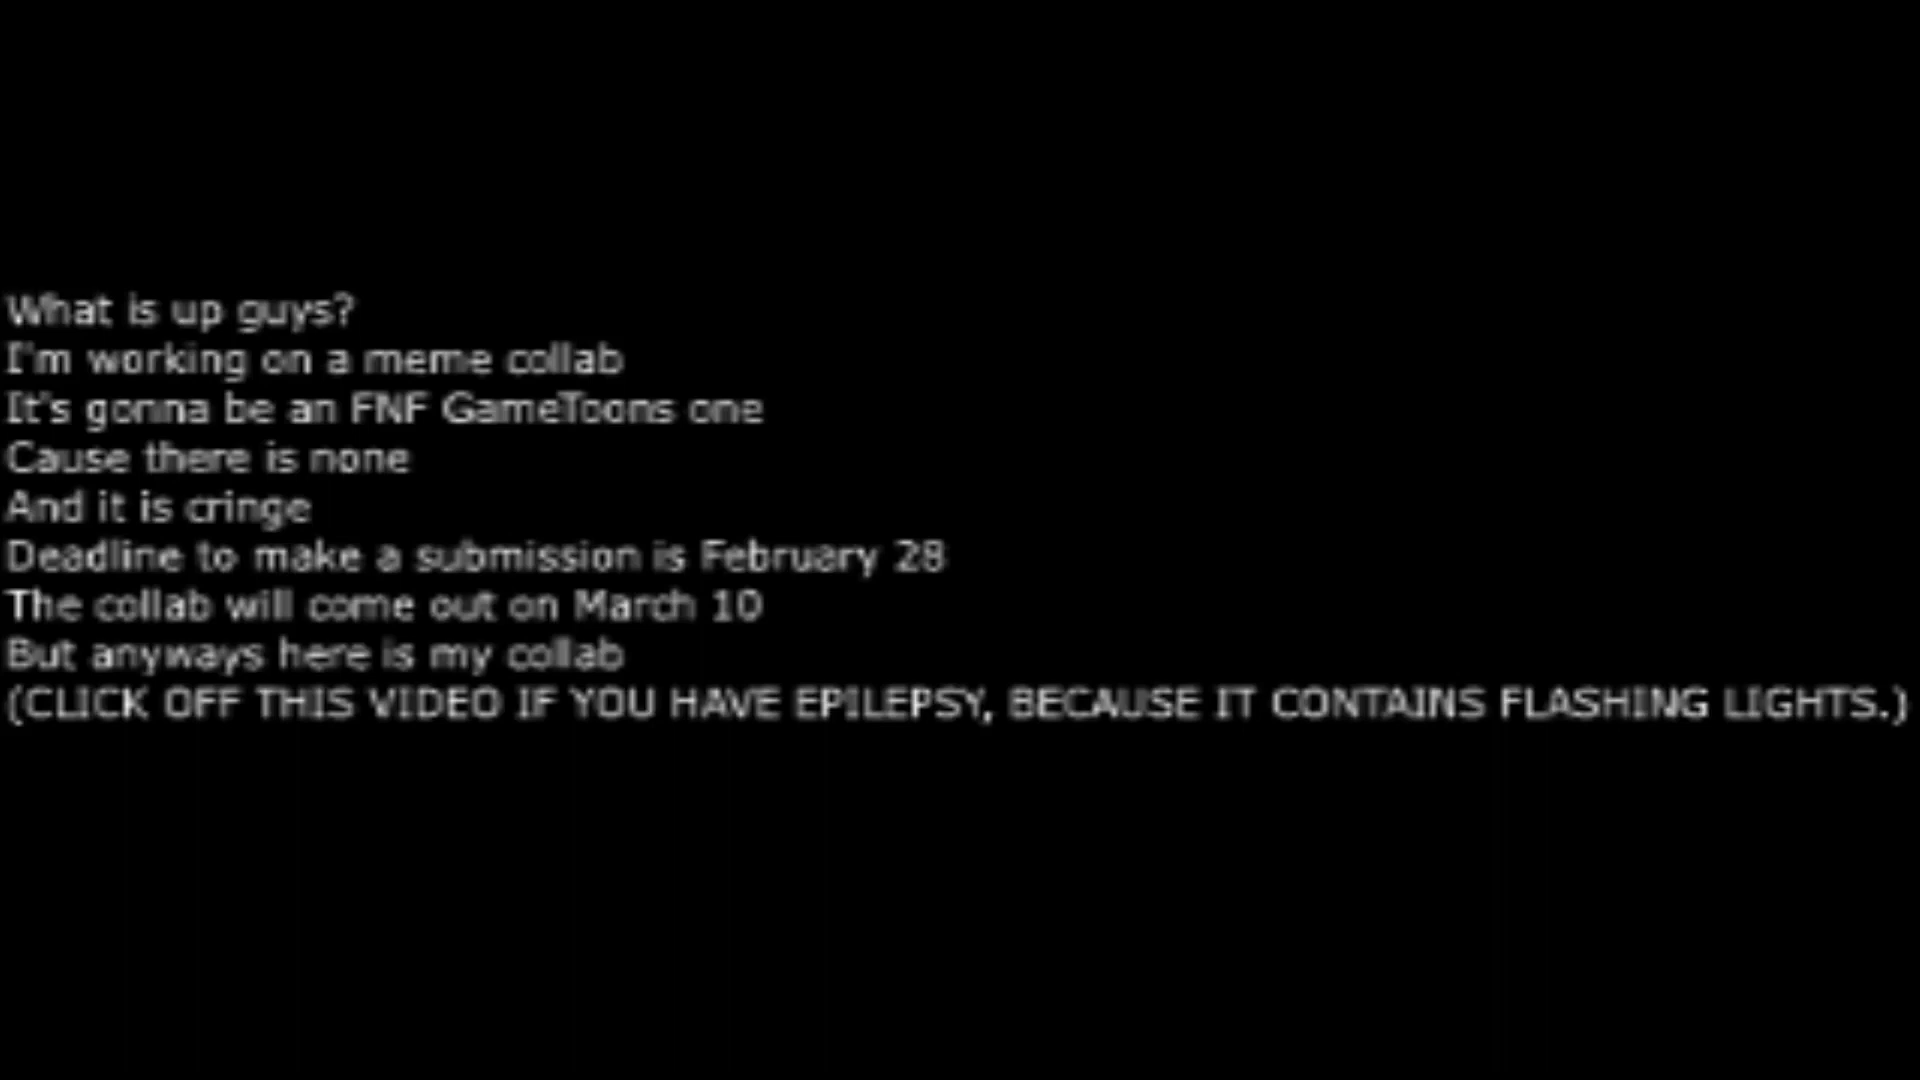 What is up guys?
I'm working on a meme collab
It's gonna be an FNF GameToons one
Cause there is none
And it is cringe
Deadline to make a submission is February 28
The collab will come out on March 10
But anyways here is my collab
(CLICK OFF THIS VIDEO IF YOU HAVE EPILEPSY, BECAUSE IT CONTAINS FLASHING LIGHTS.)